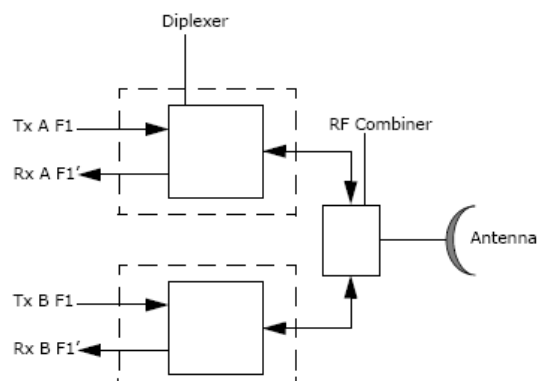 Diplexer
Tx A F1
RF Combiner
Rx A F1′
Antenna
Tx B F1
Rx B F1′